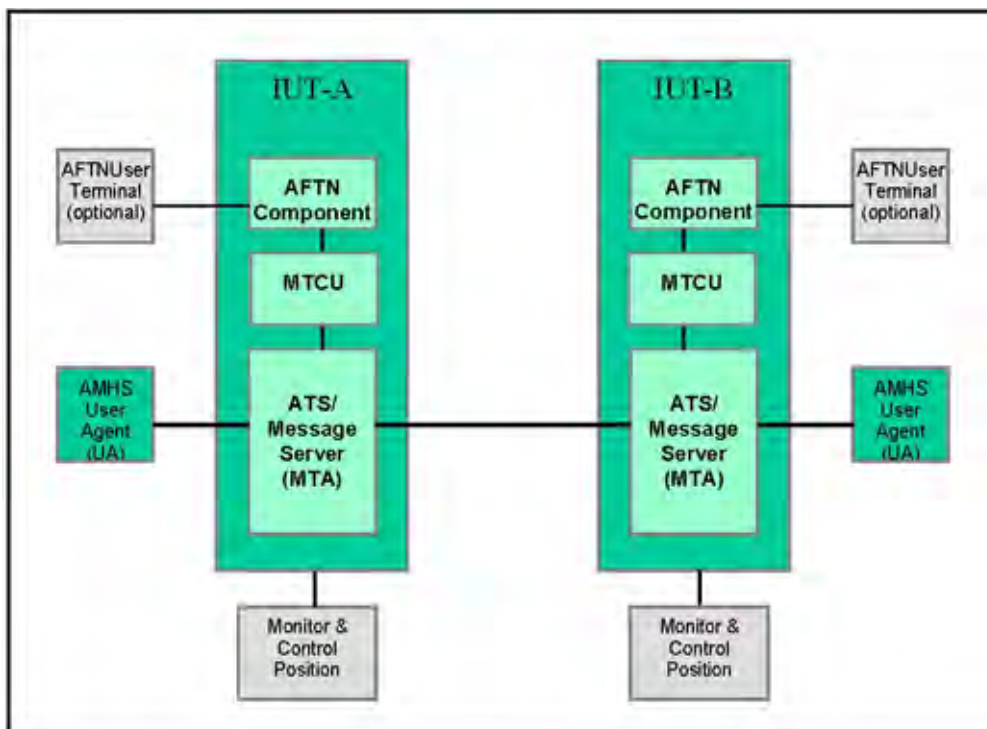 IUT-A
IUT-B
AFTNUser
Terminal
(optional)
AFTN
Component
AFTN
Component
AFTNUser
Terminal
(optional)
MTCU
MTCU
AMHS
User
Agent
(UA)
ATS/
Message
Server
(MTA)
ATS/
Message
Server
(MTA)
AMHS
User
Agent
(UA)
Monitor &
Control
Position
Monitor &
Control
Position